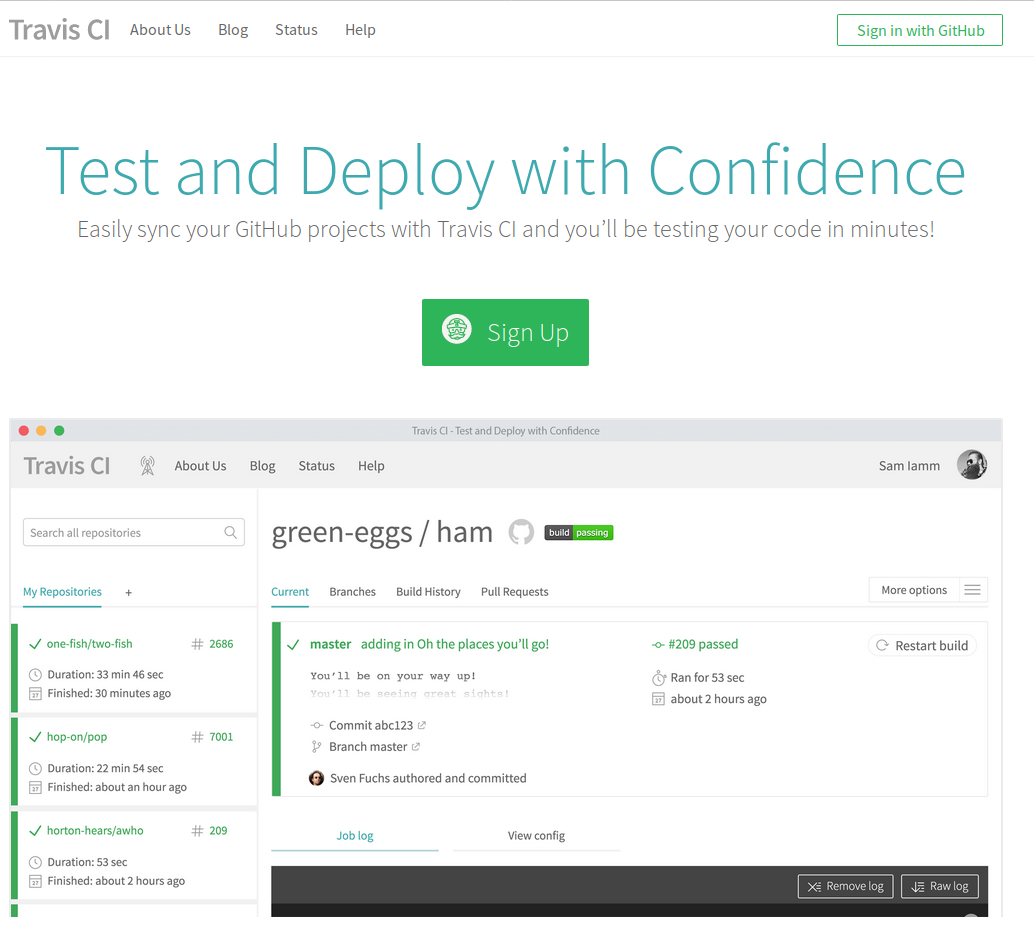 Travis CI About Us Blog Status Help Sign in with GitHub
Test and Deploy with Confidence
Easily sync your GitHub projects with Travis CI and you’ll be testing your code in minutes!
Sign Up
Travis CI - Test and Deploy with Confidence
Travis CI About Us Blog Status Help Sam Iamm
Search all repositories
My Repositories +
one-fish/two-fish # 2686
Duration: 33 min 46 sec
27 Finished: 30 minutes ago
hop-on/pop # 7001
Duration: 22 min 54 sec
27 Finished: about an hour ago
horton-hears/awho # 209
Duration: 53 sec
27 Finished: about 2 hours ago
green-eggs / ham build passing
Current Branches Build History Pull Requests More options
master adding in Oh the places you’ll go!
You’ll be on your way up!
You’ll be seeing great sights!
Commit abc123
Branch master
Sven Fuchs authored and committed
#209 passed
Ran for 53 sec
27 about 2 hours ago
Restart build
Job log View config
Remove log Raw log